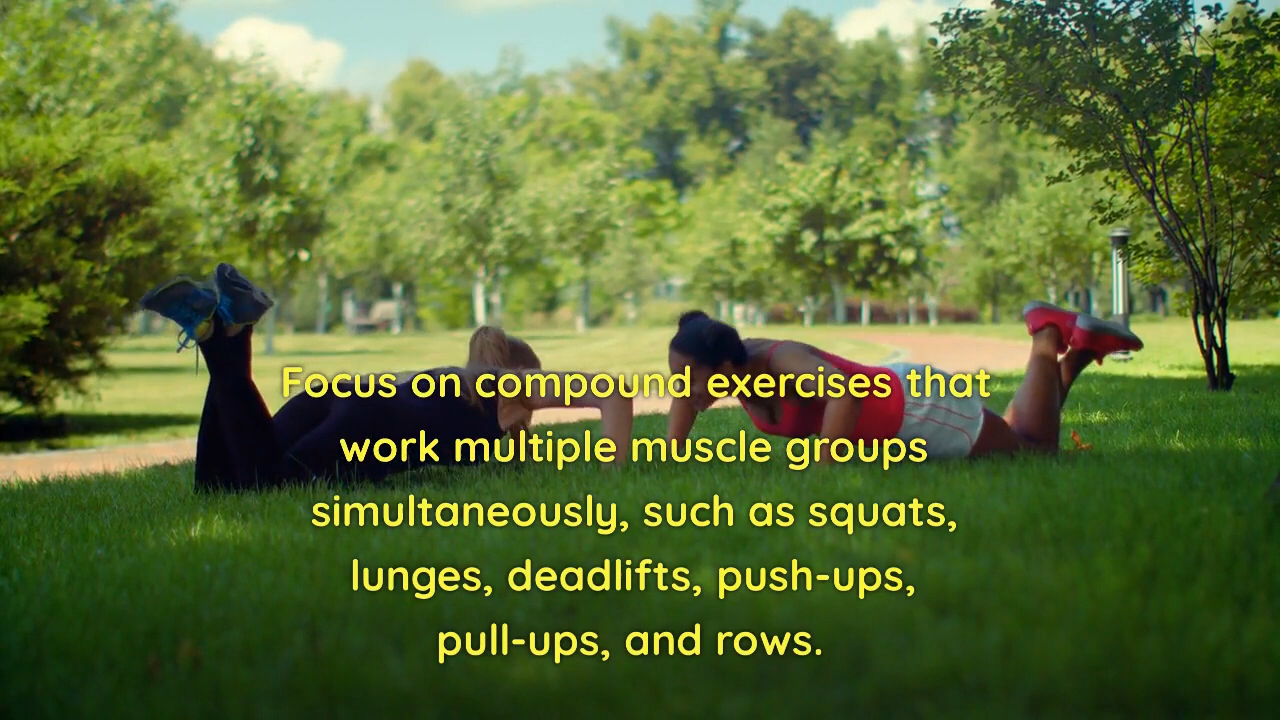 Focus on compound exercises that
work multiple muscle groups
simultaneously, such as squats,
lunges, deadlifts, push-ups,
pull-ups, and rows.